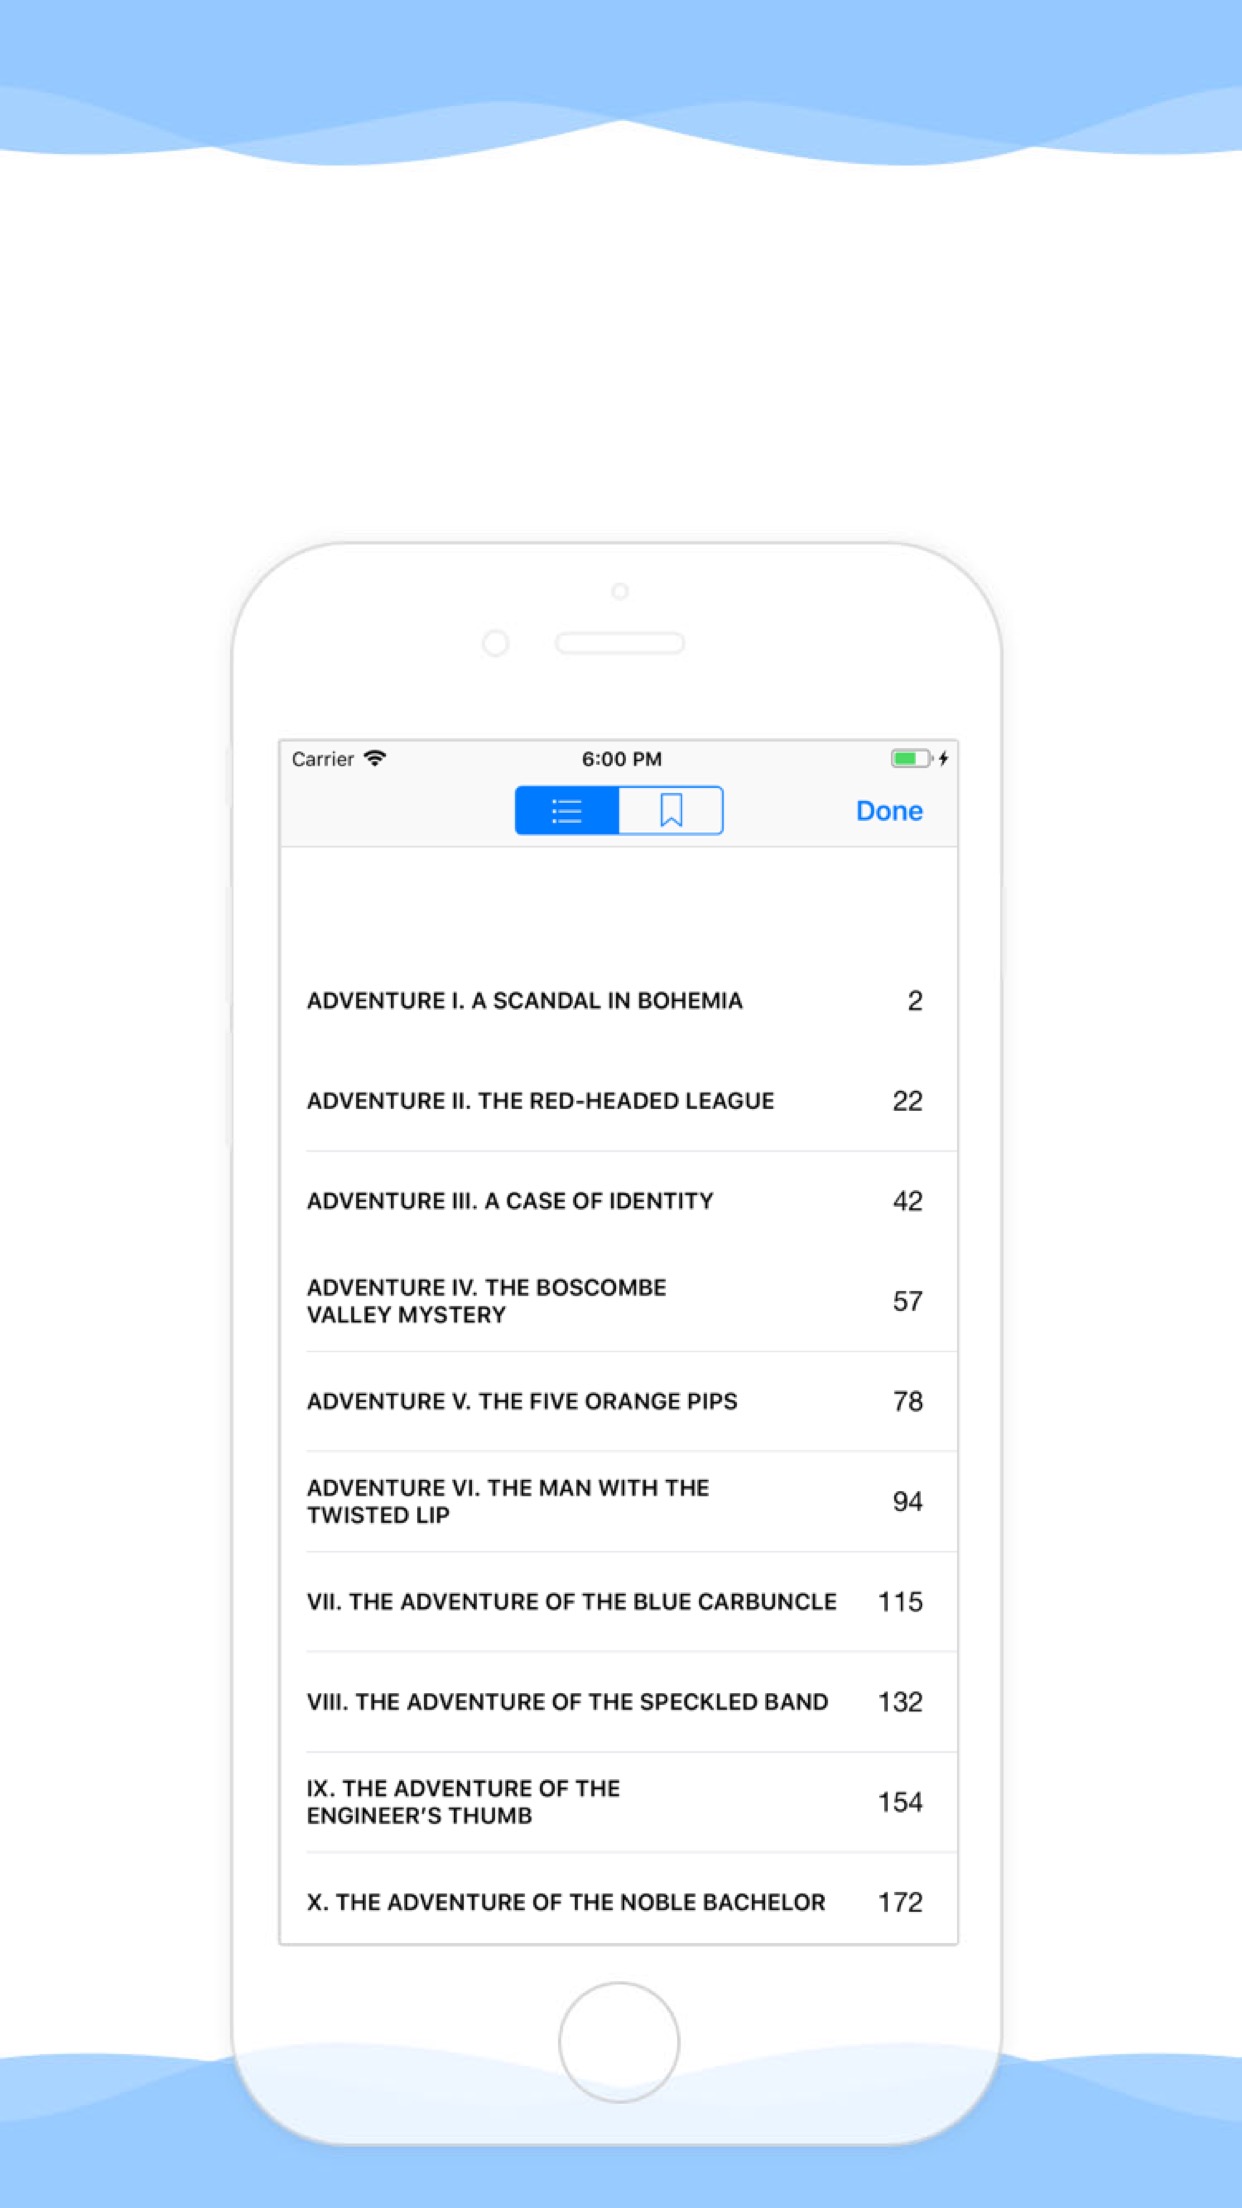 Carrier 6:00 PM
Done
ADVENTURE I. A SCANDAL IN BOHEMIA 2
ADVENTURE II. THE RED-HEADED LEAGUE 22
ADVENTURE III. A CASE OF IDENTITY 42
ADVENTURE IV. THE BOSCOMBE
VALLEY MYSTERY 57
ADVENTURE V. THE FIVE ORANGE PIPS 78
ADVENTURE VI. THE MAN WITH THE
TWISTED LIP 94
VII. THE ADVENTURE OF THE BLUE CARBUNCLE 115
VIII. THE ADVENTURE OF THE SPECKLED BAND 132
IX. THE ADVENTURE OF THE
ENGINEER’S THUMB 154
X. THE ADVENTURE OF THE NOBLE BACHELOR 172